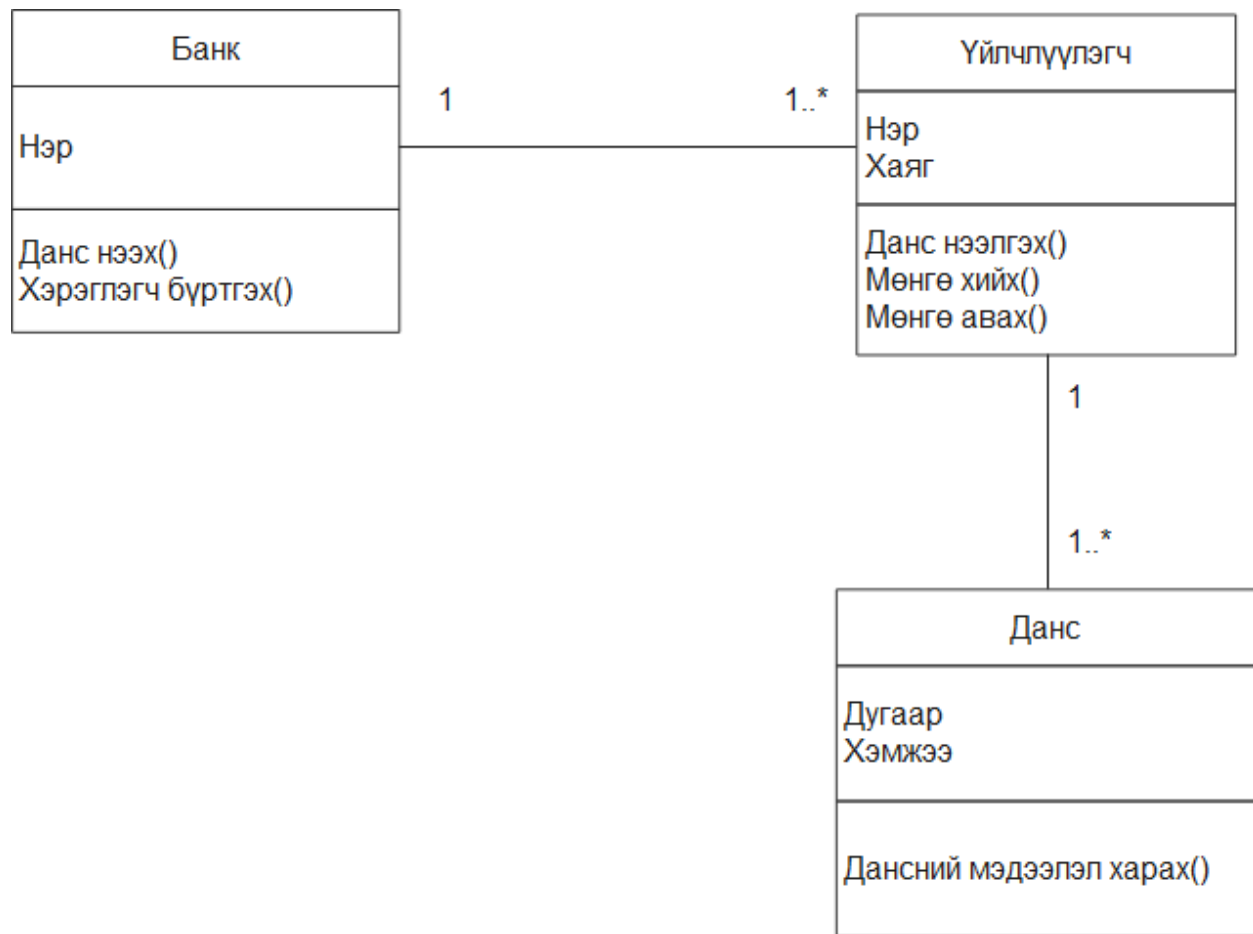 Банк
Нэр
Данс нээх()
Хэрэглэгч бүртгэх()
1
1..*
Үйлчлүүлэгч
Нэр
Хаяг
Данс нээлгэх()
Мөнгө хийх()
Мөнгө авах()
1
1..*
Данс
Дугаар
Хэмжээ
Дансний мэдээлэл харах()